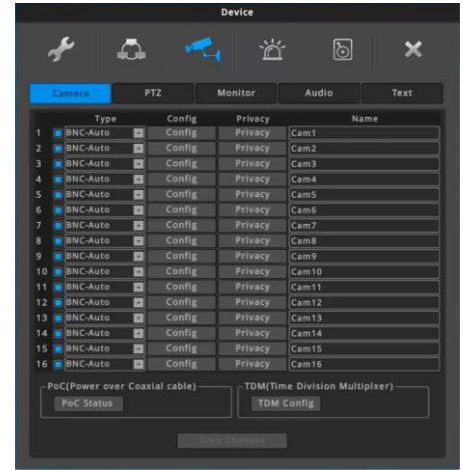 Device
Camera PTZ Monitor Audio Text
Type Config Privacy Name
1 BNC-Auto Config Privacy Cam1
2 BNC-Auto Config Privacy Cam2
3 BNC-Auto Config Privacy Cam3
4 BNC-Auto Config Privacy Cam4
5 BNC-Auto Config Privacy Cam5
6 BNC-Auto Config Privacy Cam6
7 BNC-Auto Config Privacy Cam7
8 BNC-Auto Config Privacy Cam8
9 BNC-Auto Config Privacy Cam9
10 BNC-Auto Config Privacy Cam10
11 BNC-Auto Config Privacy Cam11
12 BNC-Auto Config Privacy Cam12
13 BNC-Auto Config Privacy Cam13
14 BNC-Auto Config Privacy Cam14
15 BNC-Auto Config Privacy Cam15
16 BNC-Auto Config Privacy Cam16
PoC(Power over Coaxial cable) TDM(Time Division Multiplxer)
PoC Status TDM Config
Save Changes